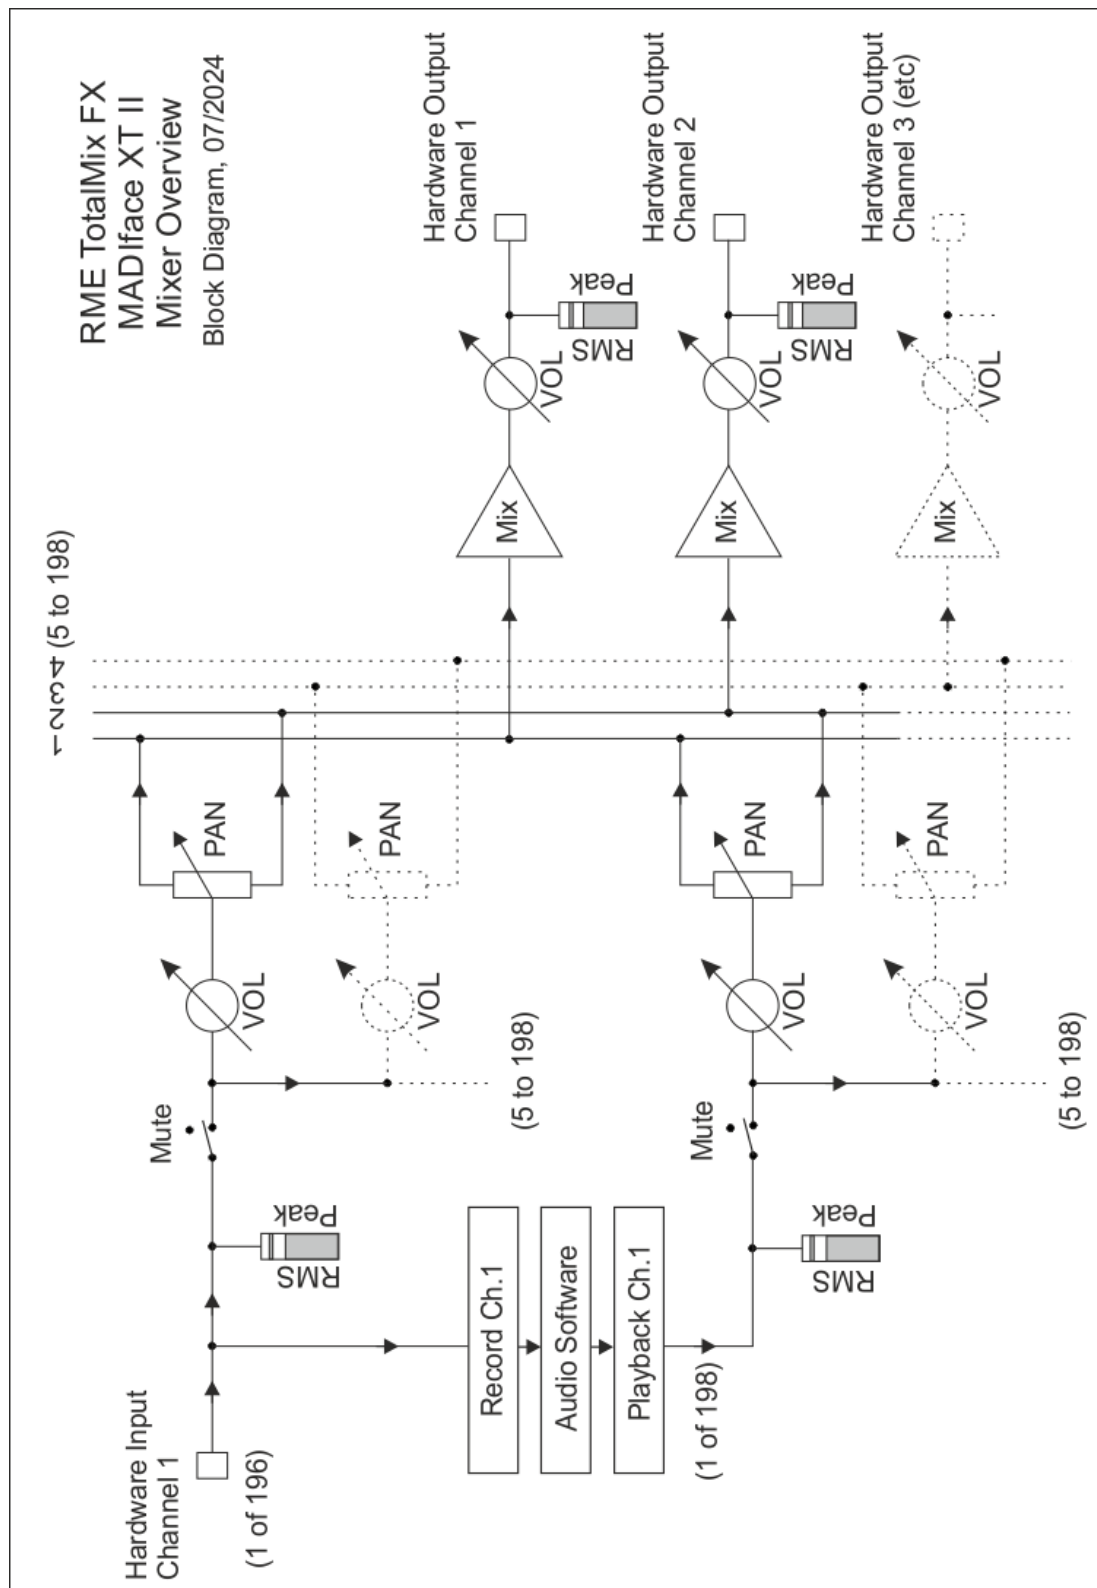 RME TotalMix FX
MADIface XT II
Mixer Overview
Block Diagram, 07/2024
Hardware Input
Channel 1
(1 of 196)
RMS
Peak
Mute
VOL
PAN
VOL
PAN
(5 to 198)
1 2 3 4 (5 to 198)
Record Ch.1
Audio Software
Playback Ch.1
(1 of 198)
RMS
Peak
Mute
VOL
PAN
VOL
PAN
(5 to 198)
Mix
VOL
RMS
Peak
Hardware Output
Channel 1
Mix
VOL
RMS
Peak
Hardware Output
Channel 2
Mix
VOL
Hardware Output
Channel 3 (etc)